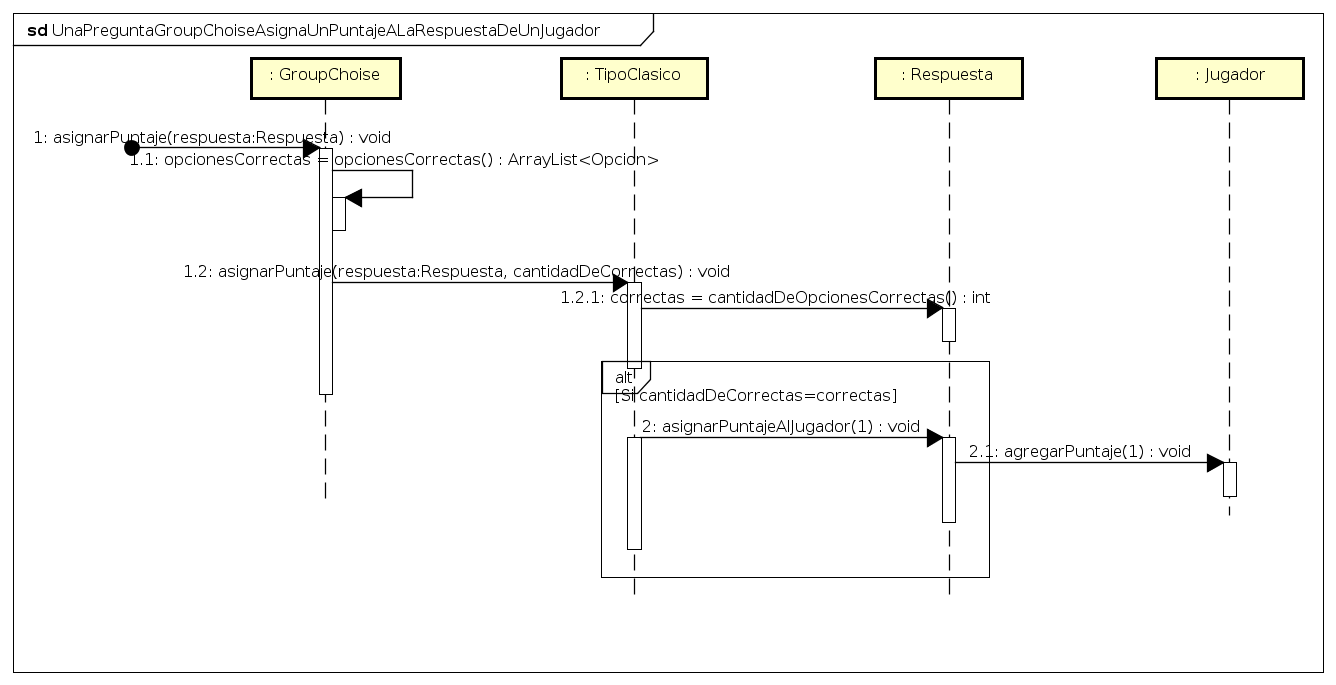 sd UnaPreguntaGroupChoiseAsignaUnPuntajeALaRespuestaDeUnJugador
: GroupChoise
: TipoClasico
: Respuesta
: Jugador
1: asignarPuntaje(respuesta:Respuesta) : void
1.1: opcionesCorrectas = opcionesCorrectas() : ArrayList<Opcion>
1.2: asignarPuntaje(respuesta:Respuesta, cantidadDeCorrectas) : void
1.2.1: correctas = cantidadDeOpcionesCorrectas() : int
alt
[Si cantidadDeCorrectas=correctas]
2: asignarPuntajeAlJugador(1) : void
2.1: agregarPuntaje(1) : void